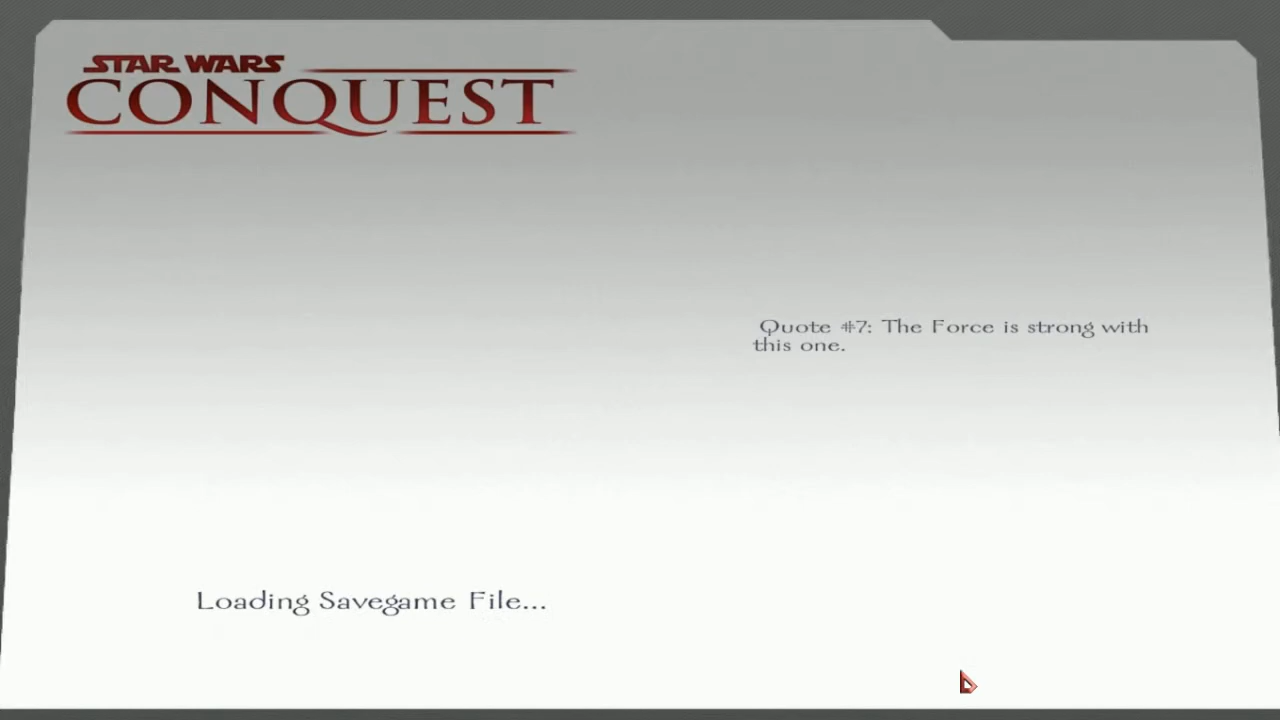 STAR WARS
CONQUEST
Quote #7: The Force is strong with
this one.
Loading Savegame File...